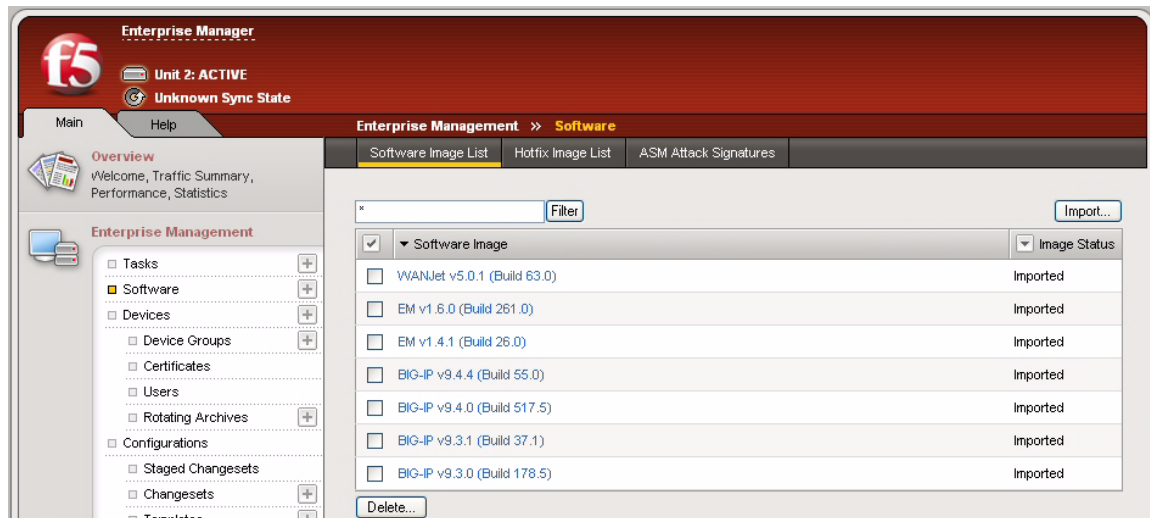 Enterprise Manager
f5
Unit 2: ACTIVE
Unknown Sync State
Main
Help
Enterprise Management » Software
Software Image List
Hotfix Image List
ASM Attack Signatures
Overview
Welcome, Traffic Summary,
Performance, Statistics
Enterprise Management
Tasks
Software
Devices
Device Groups
Certificates
Users
Rotating Archives
Configurations
Staged Changesets
Changesets
Templates
*
Filter
Import...
Software Image
Image Status
WANJet v5.0.1 (Build 63.0)
Imported
EM v1.6.0 (Build 261.0)
Imported
EM v1.4.1 (Build 26.0)
Imported
BIG-IP v9.4.4 (Build 55.0)
Imported
BIG-IP v9.4.0 (Build 517.5)
Imported
BIG-IP v9.3.1 (Build 37.1)
Imported
BIG-IP v9.3.0 (Build 178.5)
Imported
Delete...